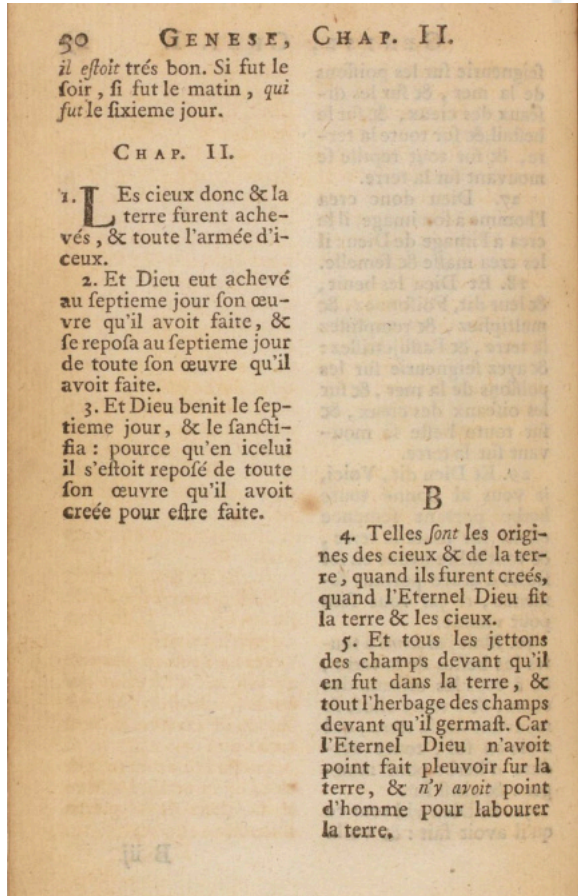 50 GENESE, CHAP. II.
il eſtoit trés bon. Si fut le
ſoir, ſi fut le matin, qui
fut le ſixieme jour.
CHAP. II.
1. LEs cieux donc & la
terre furent ache-
vés, & toute l'armée d'i-
ceux.
2. Et Dieu eut achevé
au ſeptieme jour ſon œu-
vre qu'il avoit faite, &
ſe repoſa au ſeptieme jour
de toute ſon œuvre qu'il
avoit faite.
3. Et Dieu benit le ſep-
tieme jour, & le ſancti-
fia : pource qu'en icelui
il s'eſtoit repoſé de toute
ſon œuvre qu'il avoit
creée pour eſtre faite.
B
4. Telles ſont les origi-
nes des cieux & de la ter-
re, quand ils furent creés,
quand l'Eternel Dieu fit
la terre & les cieux.
5. Et tous les jettons
des champs devant qu'il
en fut dans la terre, &
tout l'herbage des champs
devant qu'il germaſt. Car
l'Eternel Dieu n'avoit
point fait pleuvoir ſur la
terre, & n'y avoit point
d'homme pour labourer
la terre.